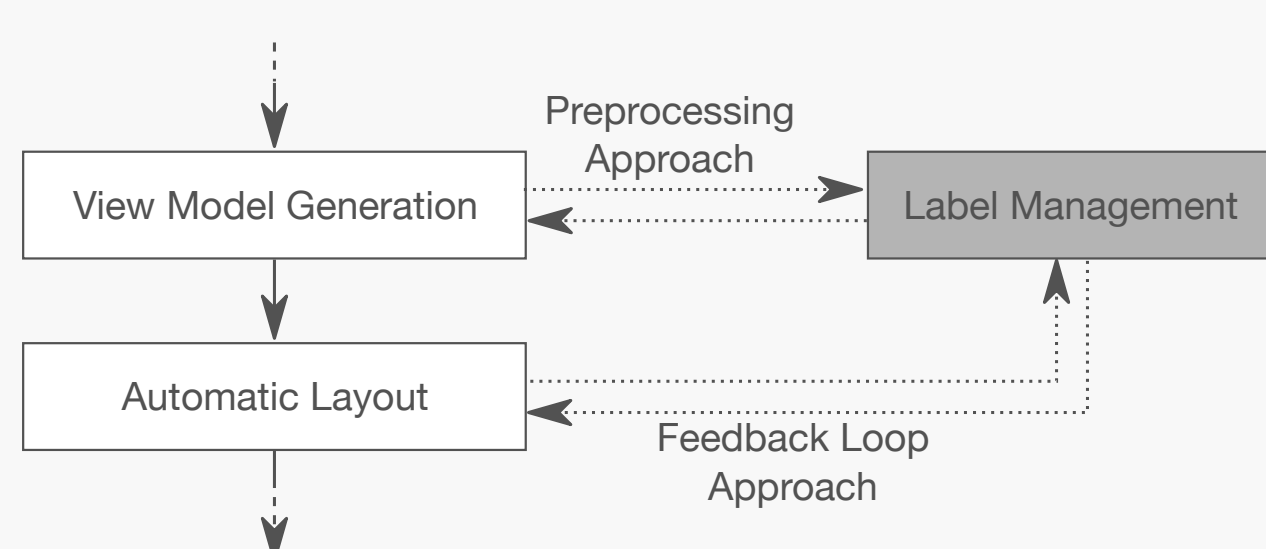 Preprocessing
Approach
View Model Generation
Label Management
Automatic Layout
Feedback Loop
Approach